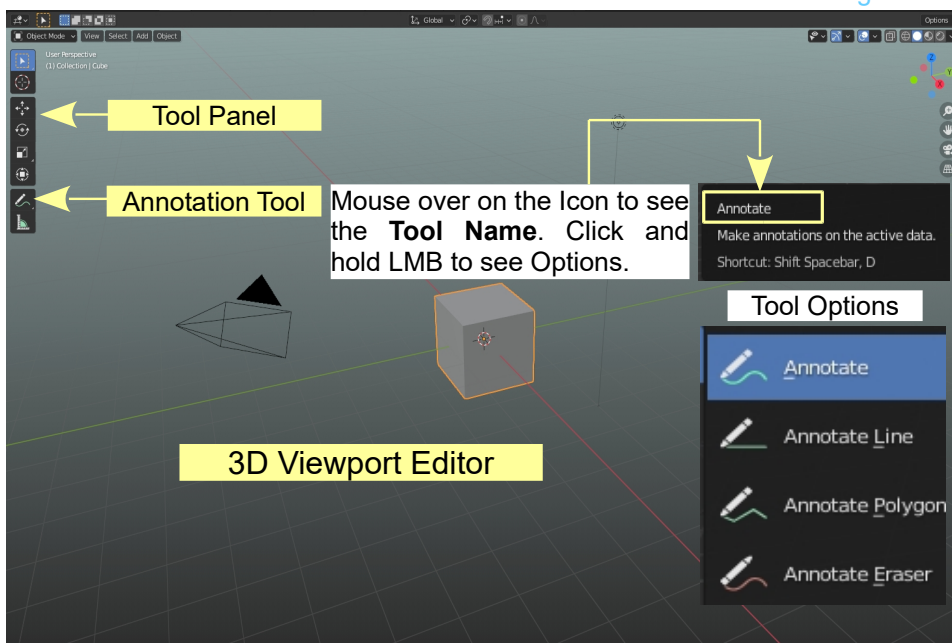 Global
Options
Object Mode View Select Add Object
User Perspective
(1) Collection | Cube
Z
Y
X
Tool Panel
Annotation Tool
Mouse over on the Icon to see
the Tool Name. Click and
hold LMB to see Options.
Annotate
Make annotations on the active data.
Shortcut: Shift Spacebar, D
Tool Options
Annotate
Annotate Line
Annotate Polygon
Annotate Eraser
3D Viewport Editor